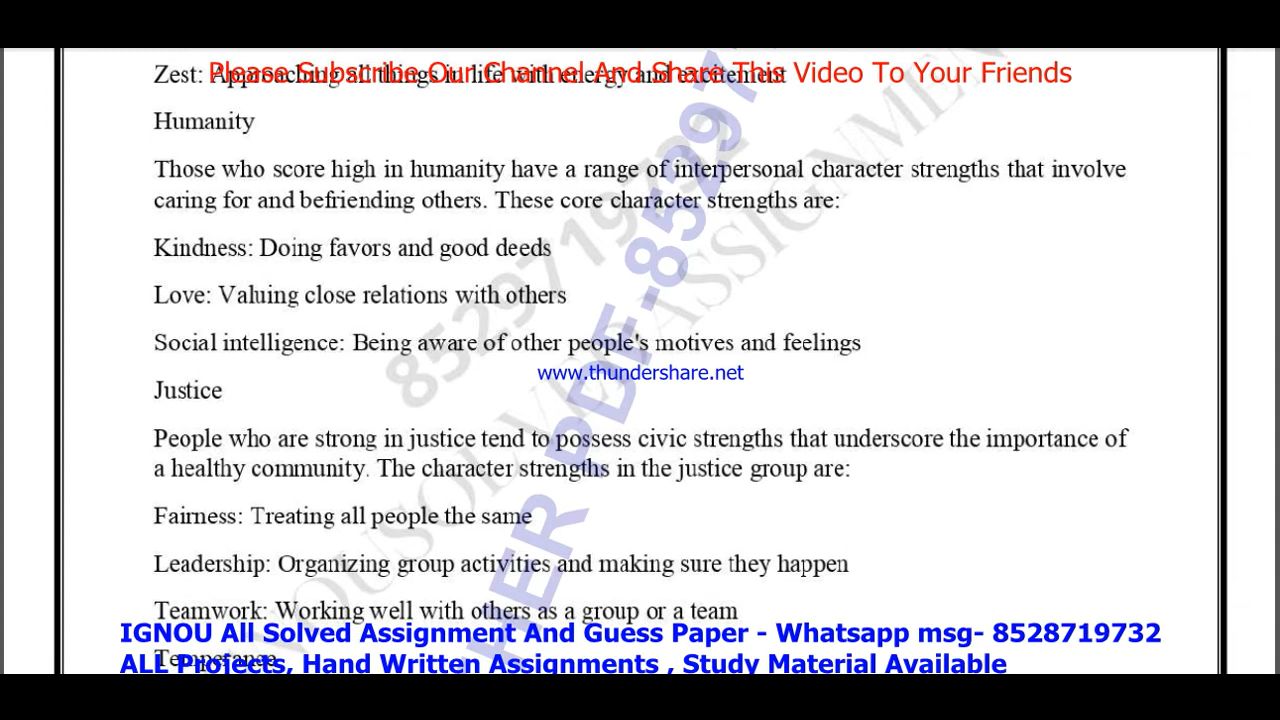 Please Subscribe Our Channel And Share This Video To Your Friends
Zest: Approaching all things in life with energy and excitement
Humanity
Those who score high in humanity have a range of interpersonal character strengths that involve
caring for and befriending others. These core character strengths are:
Kindness: Doing favors and good deeds
Love: Valuing close relations with others
Social intelligence: Being aware of other people's motives and feelings
www.thundershare.net
Justice
People who are strong in justice tend to possess civic strengths that underscore the importance of
a healthy community. The character strengths in the justice group are:
Fairness: Treating all people the same
Leadership: Organizing group activities and making sure they happen
Teamwork: Working well with others as a group or a team
IGNOU All Solved Assignment And Guess Paper - Whatsapp msg- 8528719732
Temperance
ALL Projects, Hand Written Assignments , Study Material Available
HER PDF-85297
8529719732